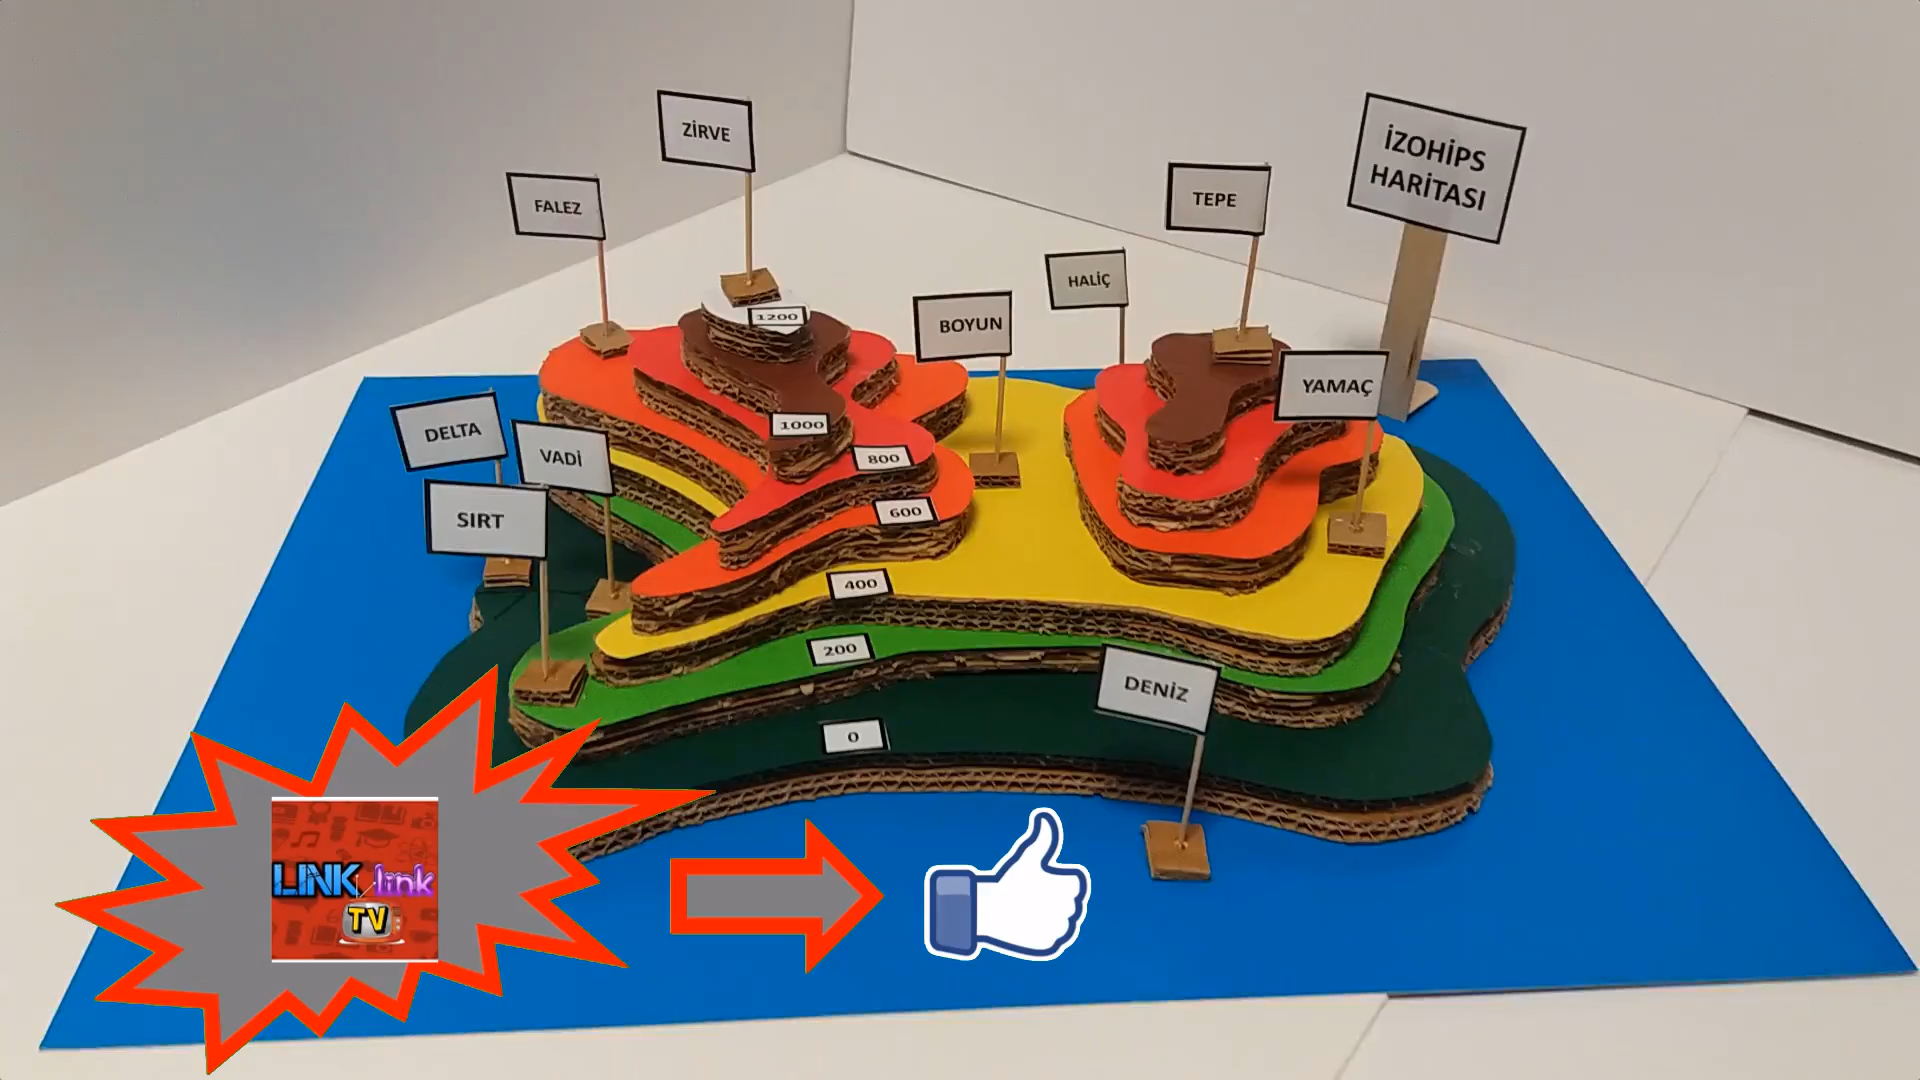 ZİRVE
FALEZ
TEPE
İZOHİPS
HARİTASI
HALİÇ
BOYUN
YAMAÇ
DELTA
VADİ
SIRT
1200
1000
800
600
400
200
0
DENİZ
LINK link
TV